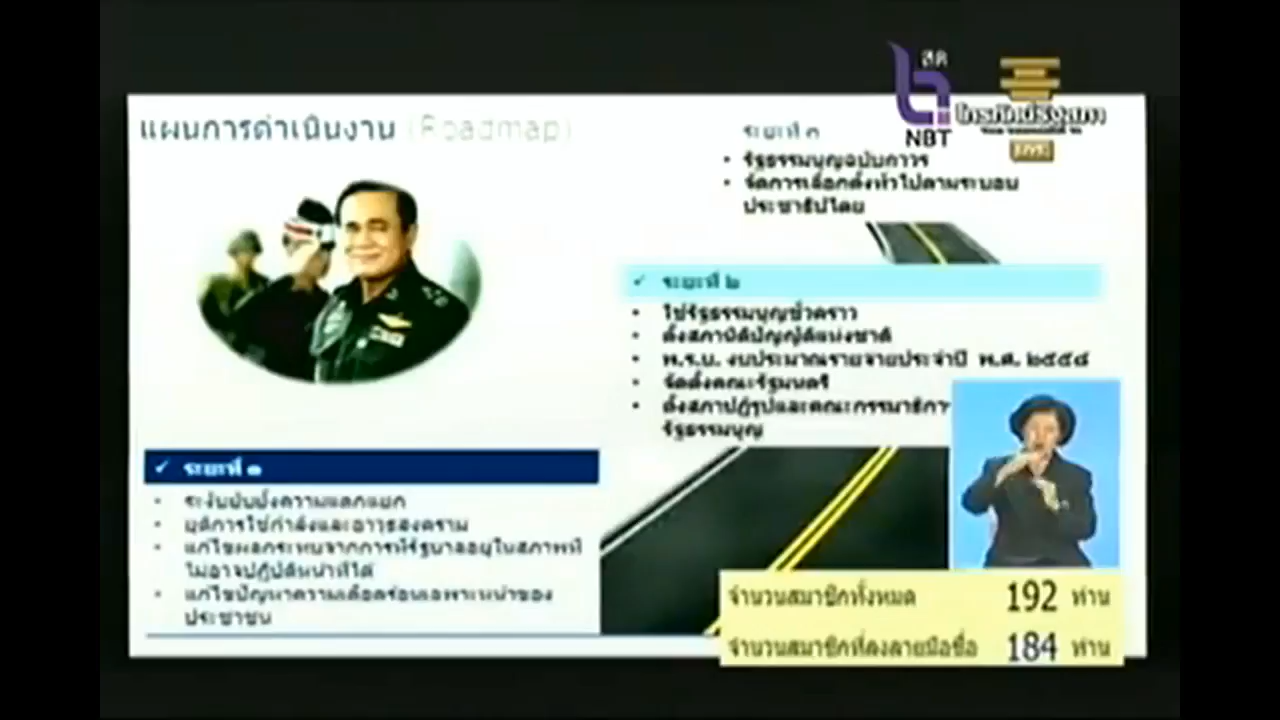 แผนการดำเนินงาน (Roadmap)
สด
NBT
โทรทัศน์รัฐสภา
LIVE
ระยะที่ ๓
• รัฐธรรมนูญฉบับถาวร
• จัดการเลือกตั้งทั่วไปตามระบอบ
ประชาธิปไตย
✓ ระยะที่ ๒
• ใช้รัฐธรรมนูญชั่วคราว
• ตั้งสภานิติบัญญัติแห่งชาติ
• พ.ร.บ. งบประมาณรายจ่ายประจำปี พ.ศ. ๒๕๕๘
• จัดตั้งคณะรัฐมนตรี
• ตั้งสภาปฏิรูปและคณะกรรมาธิการ
รัฐธรรมนูญ
✓ ระยะที่ ๑
• ระงับยับยั้งความแตกแยก
• ยุติการใช้กำลังและอาวุธสงคราม
• แก้ไขผลกระทบจากการที่รัฐบาลอยู่ในสภาพที่
ไม่อาจปฏิบัติหน้าที่ได้
• แก้ไขปัญหาความเดือดร้อนเฉพาะหน้าของ
ประชาชน
จำนวนสมาชิกทั้งหมด 192 ท่าน
จำนวนสมาชิกที่ลงลายมือชื่อ 184 ท่าน